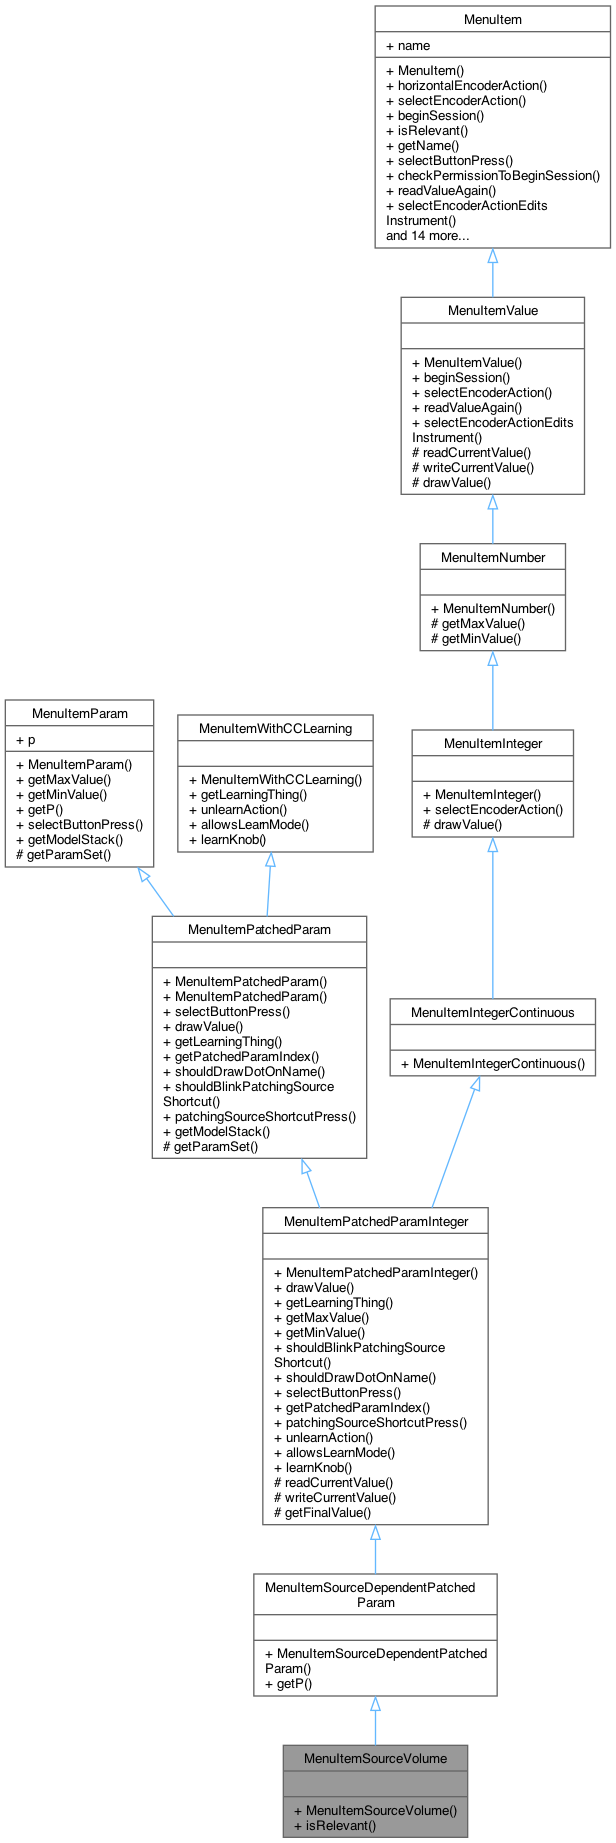 MenuItem
+ name
+ MenuItem()
+ horizontalEncoderAction()
+ selectEncoderAction()
+ beginSession()
+ isRelevant()
+ getName()
+ selectButtonPress()
+ checkPermissionToBeginSession()
+ readValueAgain()
+ selectEncoderActionEdits
Instrument()
and 14 more...
MenuItemValue
+ MenuItemValue()
+ beginSession()
+ selectEncoderAction()
+ readValueAgain()
+ selectEncoderActionEdits
Instrument()
# readCurrentValue()
# writeCurrentValue()
# drawValue()
MenuItemNumber
+ MenuItemNumber()
# getMaxValue()
# getMinValue()
MenuItemParam
+ p
+ MenuItemParam()
+ getMaxValue()
+ getMinValue()
+ getP()
+ selectButtonPress()
+ getModelStack()
# getParamSet()
MenuItemWithCCLearning
+ MenuItemWithCCLearning()
+ getLearningThing()
+ unlearnAction()
+ allowsLearnMode()
+ learnKnob()
MenuItemInteger
+ MenuItemInteger()
+ selectEncoderAction()
# drawValue()
MenuItemPatchedParam
+ MenuItemPatchedParam()
+ MenuItemPatchedParam()
+ selectButtonPress()
+ drawValue()
+ getLearningThing()
+ getPatchedParamIndex()
+ shouldDrawDotOnName()
+ shouldBlinkPatchingSource
Shortcut()
+ patchingSourceShortcutPress()
+ getModelStack()
# getParamSet()
MenuItemIntegerContinuous
+ MenuItemIntegerContinuous()
MenuItemPatchedParamInteger
+ MenuItemPatchedParamInteger()
+ drawValue()
+ getLearningThing()
+ getMaxValue()
+ getMinValue()
+ shouldBlinkPatchingSource
Shortcut()
+ shouldDrawDotOnName()
+ selectButtonPress()
+ getPatchedParamIndex()
+ patchingSourceShortcutPress()
+ unlearnAction()
+ allowsLearnMode()
+ learnKnob()
# readCurrentValue()
# writeCurrentValue()
# getFinalValue()
MenuItemSourceDependentPatched
Param
+ MenuItemSourceDependentPatched
Param()
+ getP()
MenuItemSourceVolume
+ MenuItemSourceVolume()
+ isRelevant()